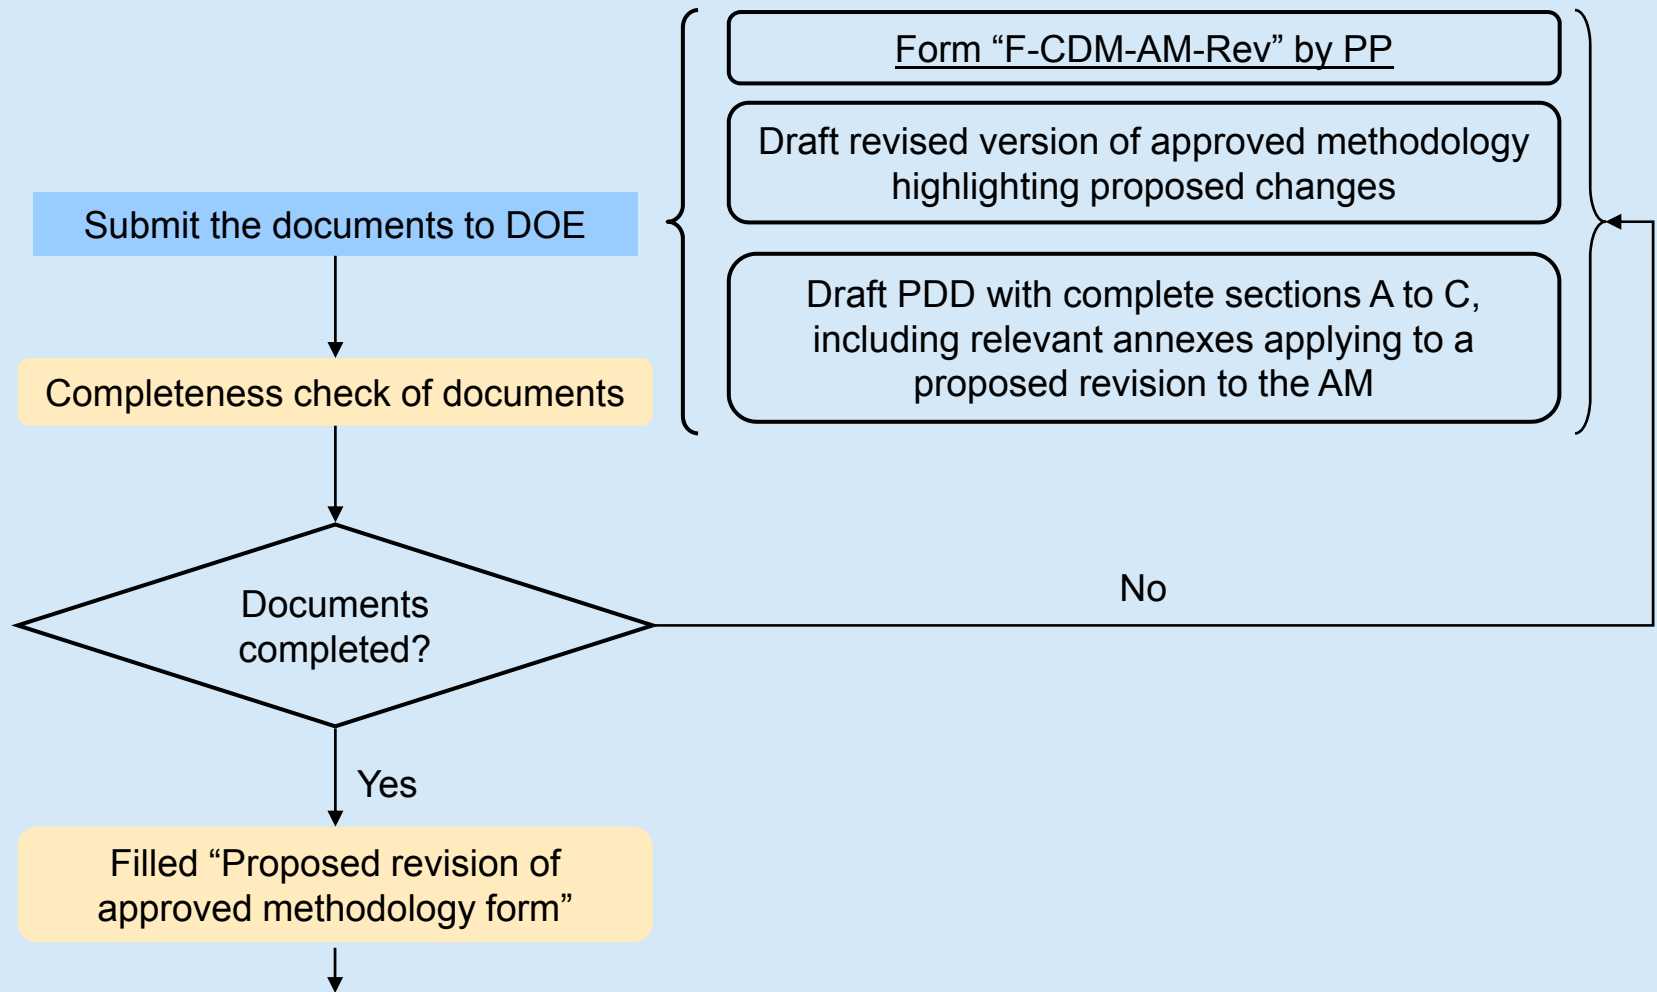 Form “F-CDM-AM-Rev” by PP
Draft revised version of approved methodology
highlighting proposed changes
Submit the documents to DOE
Draft PDD with complete sections A to C,
including relevant annexes applying to a
proposed revision to the AM
Completeness check of documents
Documents
completed?
No
Yes
Filled “Proposed revision of
approved methodology form”